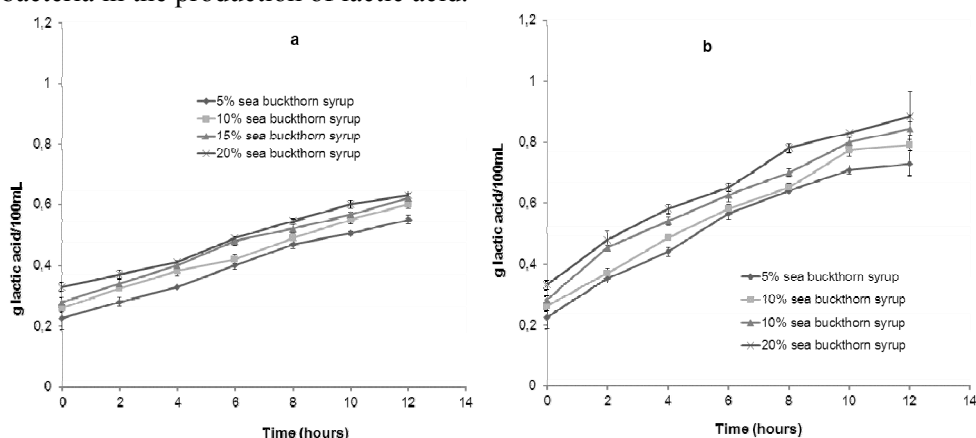 bacteria in the production of lactic acid.
a
1,2
1
0,8
0,6
0,4
0,2
0
g lactic acid/100mL
5% sea buckthorn syrup
10% sea buckthorn syrup
15% sea buckthorn syrup
20% sea buckthorn syrup
0 2 4 6 8 10 12 14
Time (hours)
b
1,2
1
0,8
0,6
0,4
0,2
0
g lactic acid/100mL
5% sea buckthorn syrup
10% sea buckthorn syrup
10% sea buckthorn syrup
20% sea buckthorn syrup
0 2 4 6 8 10 12 14
Time (hours)